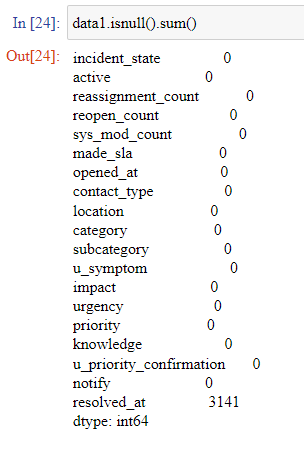 In [24]: data1.isnull().sum()
Out[24]: incident_state 0
active 0
reassignment_count 0
reopen_count 0
sys_mod_count 0
made_sla 0
opened_at 0
contact_type 0
location 0
category 0
subcategory 0
u_symptom 0
impact 0
urgency 0
priority 0
knowledge 0
u_priority_confirmation 0
notify 0
resolved_at 3141
dtype: int64